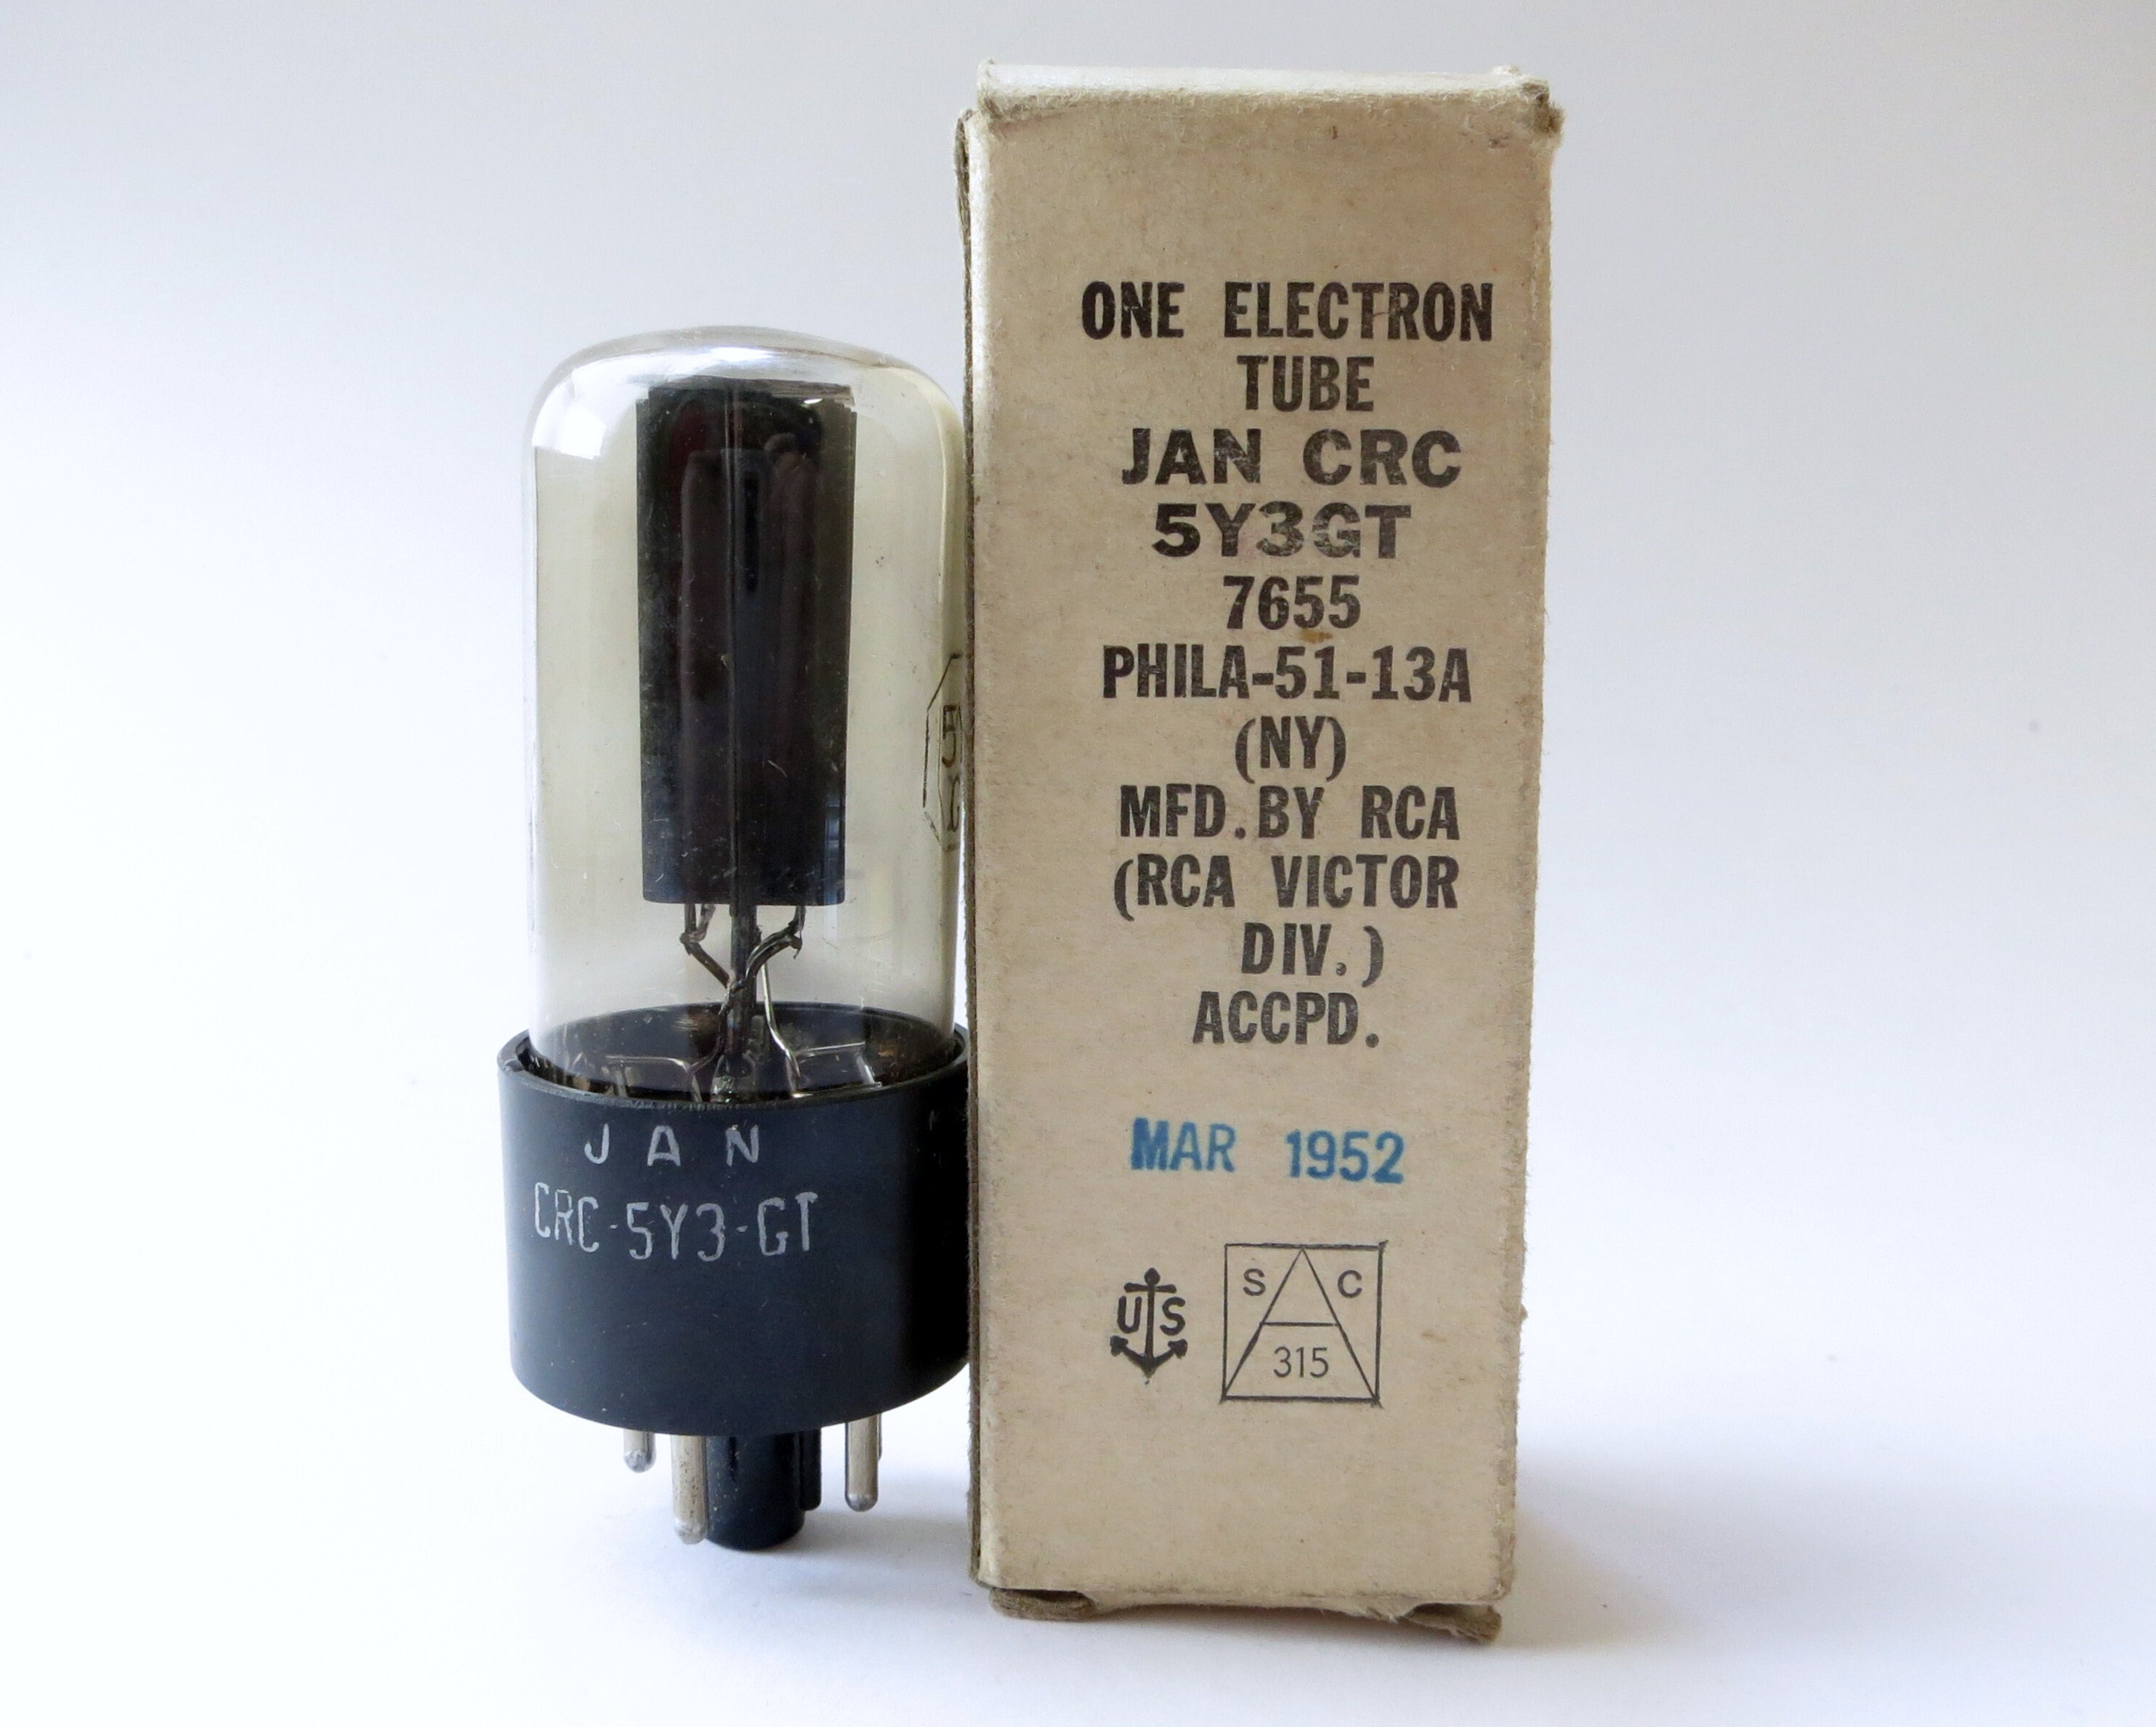 ONE ELECTRON
TUBE
JAN CRC
5Y3GT
7655
PHILA-51-13A
(NY)
MFD.BY RCA
(RCA VICTOR
DIV.)
ACCPD.
MAR 1952
US
S C
315
JAN
CRC-5Y3-GT